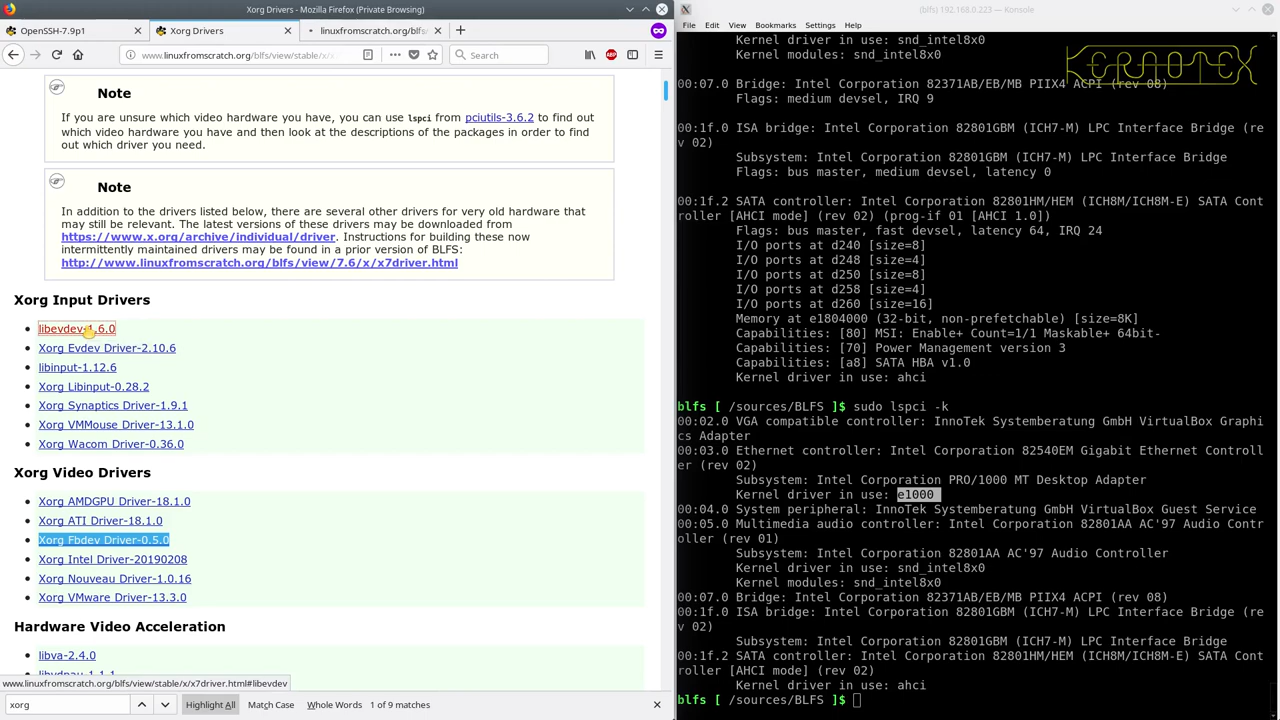 Xorg Drivers - Mozilla Firefox (Private Browsing)
OpenSSH-7.9p1
Xorg Drivers
linuxfromscratch.org/blfs/
www.linuxfromscratch.org/blfs/view/stable/x/x
Search
Note
If you are unsure which video hardware you have, you can use lspci from pciutils-3.6.2 to find out
which video hardware you have and then look at the descriptions of the packages in order to find
out which driver you need.
Note
In addition to the drivers listed below, there are several other drivers for very old hardware that
may still be relevant. The latest versions of these drivers may be downloaded from
https://www.x.org/archive/individual/driver. Instructions for building these now
intermittently maintained drivers may be found in a prior version of BLFS:
http://www.linuxfromscratch.org/blfs/view/7.6/x/x7driver.html
Xorg Input Drivers
libevdev-1.6.0
Xorg Evdev Driver-2.10.6
libinput-1.12.6
Xorg Libinput-0.28.2
Xorg Synaptics Driver-1.9.1
Xorg VMMouse Driver-13.1.0
Xorg Wacom Driver-0.36.0
Xorg Video Drivers
Xorg AMDGPU Driver-18.1.0
Xorg ATI Driver-18.1.0
Xorg Fbdev Driver-0.5.0
Xorg Intel Driver-20190208
Xorg Nouveau Driver-1.0.16
Xorg VMware Driver-13.3.0
Hardware Video Acceleration
libva-2.4.0
libvdpau-1.1.1
www.linuxfromscratch.org/blfs/view/stable/x/x7driver.html#libevdev
xorg
Highlight All
Match Case
Whole Words
1 of 9 matches
(blfs) 192.168.0.223 — Konsole
File Edit View Bookmarks Settings Help
KERNOTEX
Kernel driver in use: snd_intel8x0
Kernel modules: snd_intel8x0
00:07.0 Bridge: Intel Corporation 82371AB/EB/MB PIIX4 ACPI (rev 08)
Flags: medium devsel, IRQ 9
00:1f.0 ISA bridge: Intel Corporation 82801GBM (ICH7-M) LPC Interface Bridge (re
v 02)
Subsystem: Intel Corporation 82801GBM (ICH7-M) LPC Interface Bridge
Flags: bus master, medium devsel, latency 0
00:1f.2 SATA controller: Intel Corporation 82801HM/HEM (ICH8M/ICH8M-E) SATA Cont
roller [AHCI mode] (rev 02) (prog-if 01 [AHCI 1.0])
Flags: bus master, fast devsel, latency 64, IRQ 24
I/O ports at d240 [size=8]
I/O ports at d248 [size=4]
I/O ports at d250 [size=8]
I/O ports at d258 [size=4]
I/O ports at d260 [size=16]
Memory at e1804000 (32-bit, non-prefetchable) [size=8K]
Capabilities: [80] MSI: Enable+ Count=1/1 Maskable+ 64bit-
Capabilities: [70] Power Management version 3
Capabilities: [a8] SATA HBA v1.0
Kernel driver in use: ahci
blfs [ /sources/BLFS ]$ sudo lspci -k
00:02.0 VGA compatible controller: InnoTek Systemberatung GmbH VirtualBox Graphi
cs Adapter
00:03.0 Ethernet controller: Intel Corporation 82540EM Gigabit Ethernet Controll
er (rev 02)
Subsystem: Intel Corporation PRO/1000 MT Desktop Adapter
Kernel driver in use: e1000
00:04.0 System peripheral: InnoTek Systemberatung GmbH VirtualBox Guest Service
00:05.0 Multimedia audio controller: Intel Corporation 82801AA AC'97 Audio Contr
oller (rev 01)
Subsystem: Intel Corporation 82801AA AC'97 Audio Controller
Kernel driver in use: snd_intel8x0
Kernel modules: snd_intel8x0
00:07.0 Bridge: Intel Corporation 82371AB/EB/MB PIIX4 ACPI (rev 08)
00:1f.0 ISA bridge: Intel Corporation 82801GBM (ICH7-M) LPC Interface Bridge (re
v 02)
Subsystem: Intel Corporation 82801GBM (ICH7-M) LPC Interface Bridge
00:1f.2 SATA controller: Intel Corporation 82801HM/HEM (ICH8M/ICH8M-E) SATA Cont
roller [AHCI mode] (rev 02)
Kernel driver in use: ahci
blfs [ /sources/BLFS ]$